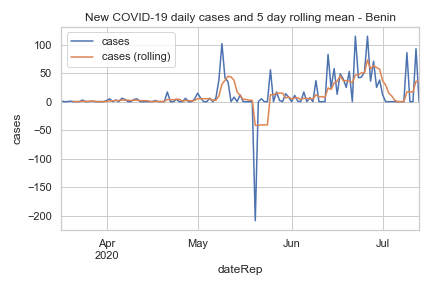 New COVID-19 daily cases and 5 day rolling mean - Benin
cases
cases (rolling)
100
50
0
−50
−100
−150
−200
cases
Apr
2020
May
Jun
Jul
dateRep